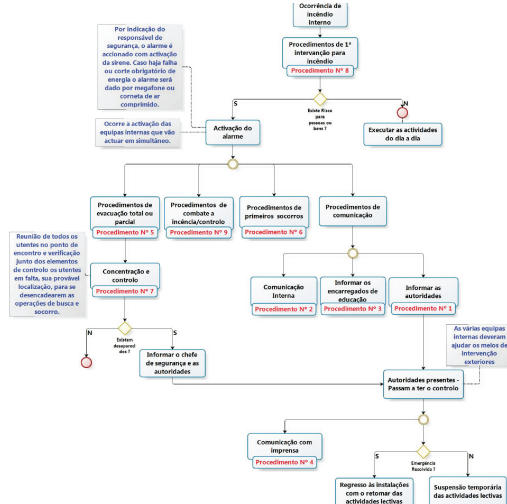 Ocorrência de
incêndio
Interno
Por indicação do
responsável de
segurança, o alarme é
accionado com activação
da sirene. Caso haja falha
ou corte obrigatório de
energia o alarme será
dado por megafone ou
corneta de ar
comprimido.
Procedimentos de 1ª
intervenção para
incêndio
Procedimento Nº 8
S
N
Existe Risco
para
pessoas ou
bens ?
Ocorre a activação das
equipas internas que vão
actuar em simultâneo.
Activação do
alarme
Executar as actividades
do dia a dia
Procedimentos de
evacuação total ou
parcial
Procedimento Nº 5
Procedimentos de
combate a
incêncio/controlo
Procedimento Nº 9
Procedimentos de
primeiros socorros
Procedimento Nº 6
Procedimentos de
comunicação
Reunião de todos os
utentes no ponto de
encontro e verificação
junto dos elementos
de controlo os utentes
em falta, sua provável
localização, para se
desencadearem as
operações de busca e
socorro.
Concentração e
controlo
Procedimento Nº 7
Comunicação
Interna
Procedimento Nº 2
Informar os
encarregados de
educação
Procedimento Nº 3
Informar as
autoridades
Procedimento Nº 1
N
S
Existem
desapareci
dos ?
Informar o chefe
de segurança e as
autoridades
As várias equipas
internas deveram
ajudar os meios de
intervenção
exteriores
Autoridades presentes -
Passam a ter o controlo
Comunicação com
imprensa
Procedimento Nº 4
S
N
Emergência
Resolvida ?
Regresso às instalações
com o retomar das
actividades lectivas
Suspensão temporária
das actividades lectivas